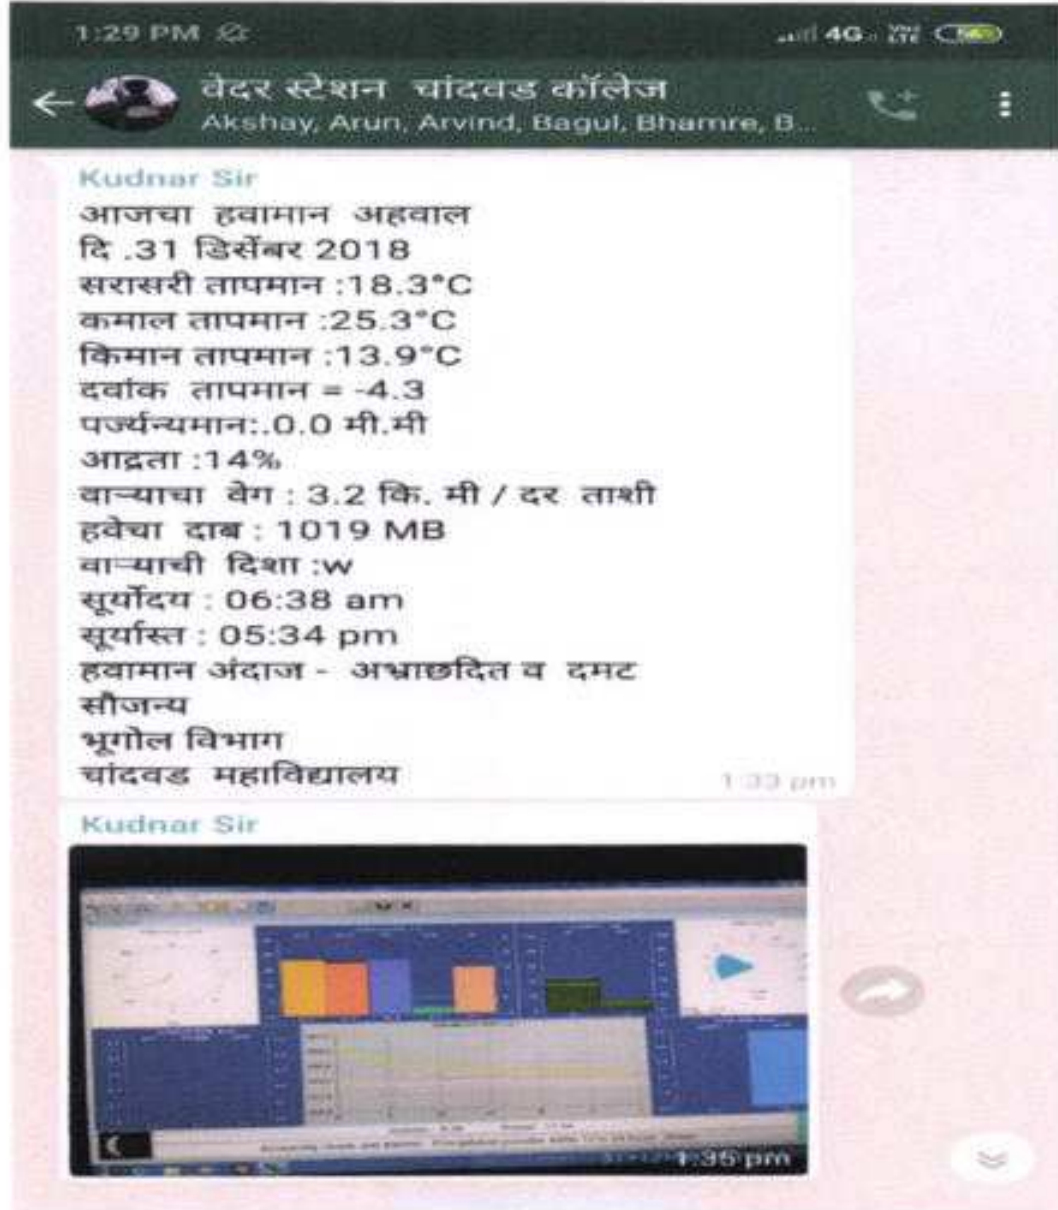 1:29 PM
4G VoLTE
वेदर स्टेशन चांदवड कॉलेज
Akshay, Arun, Arvind, Bagul, Bhamre, B...
Kudnar Sir
आजचा हवामान अहवाल
दि .31 डिसेंबर 2018
सरासरी तापमान :18.3°C
कमाल तापमान :25.3°C
किमान तापमान :13.9°C
दवांक तापमान = -4.3
पर्ज्यन्यमान:.0.0 मी.मी
आद्रता :14%
वाऱ्याचा वेग : 3.2 कि. मी / दर ताशी
हवेचा दाब : 1019 MB
वाऱ्याची दिशा :w
सूर्योदय : 06:38 am
सूर्यास्त : 05:34 pm
हवामान अंदाज - अभ्राछदित व दमट
सौजन्य
भूगोल विभाग
चांदवड महाविद्यालय
1:33 pm
Kudnar Sir
1:35 pm